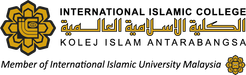 INTERNATIONAL ISLAMIC COLLEGE
الكلية الإسلامية العالمية
KOLEJ ISLAM ANTARABANGSA
Member of International Islamic University Malaysia